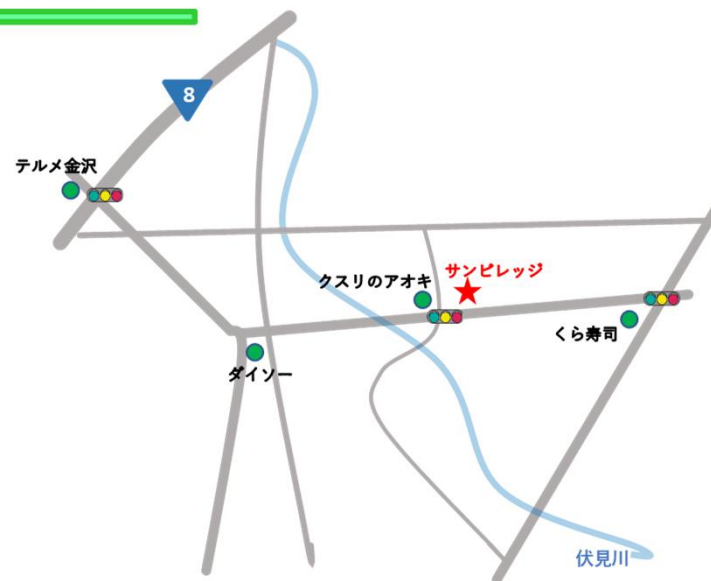 8
テルメ金沢
サンビレッジ
クスリのアオキ
くら寿司
ダイソー
伏見川